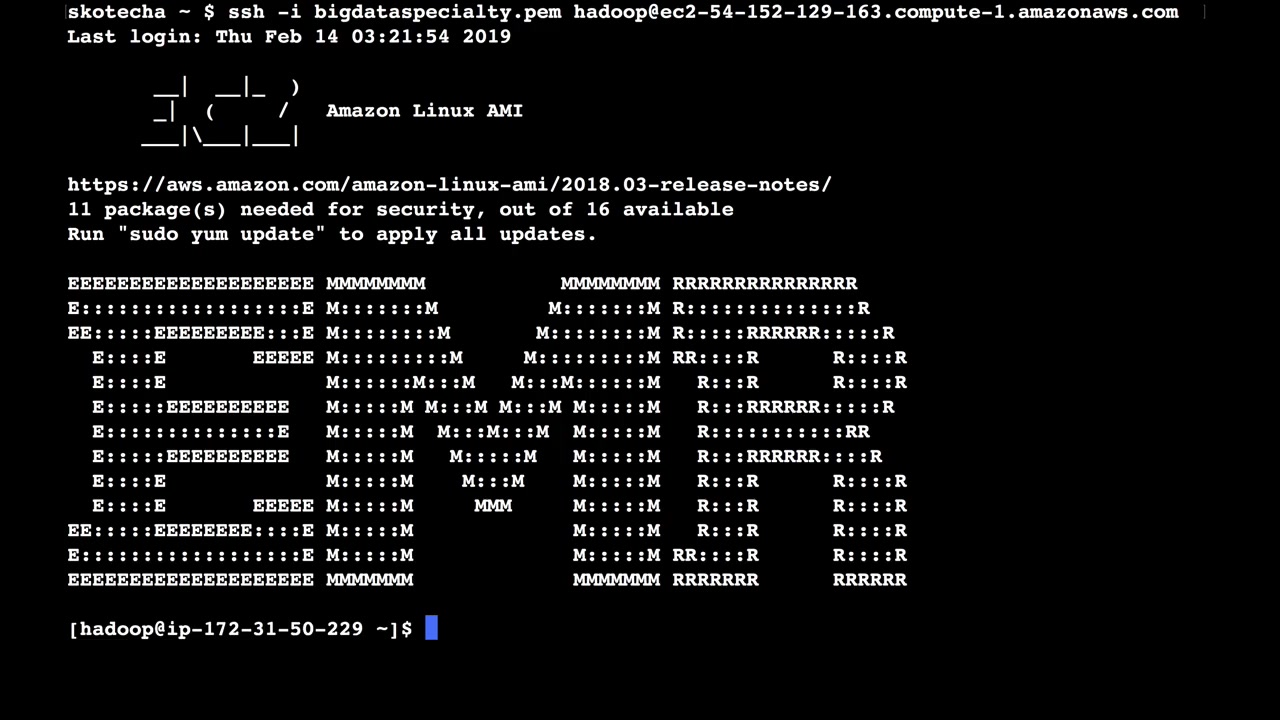 skotecha ~ $ ssh -i bigdataspecialty.pem hadoop@ec2-54-152-129-163.compute-1.amazonaws.com
Last login: Thu Feb 14 03:21:54 2019
      __|  __|_  )
      _|  (     /   Amazon Linux AMI
     ___|\___|___|
https://aws.amazon.com/amazon-linux-ami/2018.03-release-notes/
11 package(s) needed for security, out of 16 available
Run "sudo yum update" to apply all updates.
EEEEEEEEEEEEEEEEEEEE MMMMMMMM           MMMMMMMM RRRRRRRRRRRRRRR
E::::::::::::::::::E M:::::::M         M:::::::M R::::::::::::::R
EE:::::EEEEEEEEE:::E M::::::::M       M::::::::M R:::::RRRRRR:::::R
  E::::E       EEEEE M:::::::::M     M:::::::::M RR::::R      R::::R
  E::::E             M::::::M:::M   M:::M::::::M   R:::R      R::::R
  E:::::EEEEEEEEEE   M:::::M M:::M M:::M M:::::M   R:::RRRRRR:::::R
  E::::::::::::::E   M:::::M  M:::M:::M  M:::::M   R:::::::::::RR
  E:::::EEEEEEEEEE   M:::::M   M:::::M   M:::::M   R:::RRRRRR::::R
  E::::E             M:::::M    M:::M    M:::::M   R:::R      R::::R
  E::::E       EEEEE M:::::M     MMM     M:::::M   R:::R      R::::R
EE:::::EEEEEEEE::::E M:::::M             M:::::M   R:::R      R::::R
E::::::::::::::::::E M:::::M             M:::::M RR::::R      R::::R
EEEEEEEEEEEEEEEEEEEE MMMMMMM             MMMMMMM RRRRRRR      RRRRRR
[hadoop@ip-172-31-50-229 ~]$